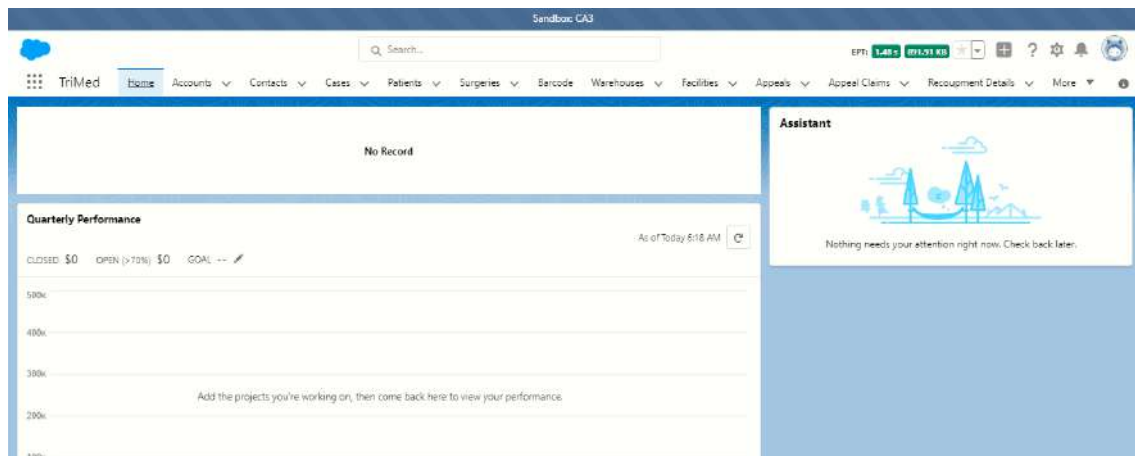 Sandbox: CA3
Search...
EPT: 1.48 s 891.91 KB
TriMed Home Accounts Contacts Cases Patients Surgeries Barcode Warehouses Facilities Appeals Appeal Claims Recoupment Details More
No Record
Assistant
Nothing needs your attention right now. Check back later.
Quarterly Performance
As of Today 6:18 AM
CLOSED $0 OPEN (>70%) $0 GOAL --
500K
400K
300K
Add the projects you're working on, then come back here to view your performance.
200K